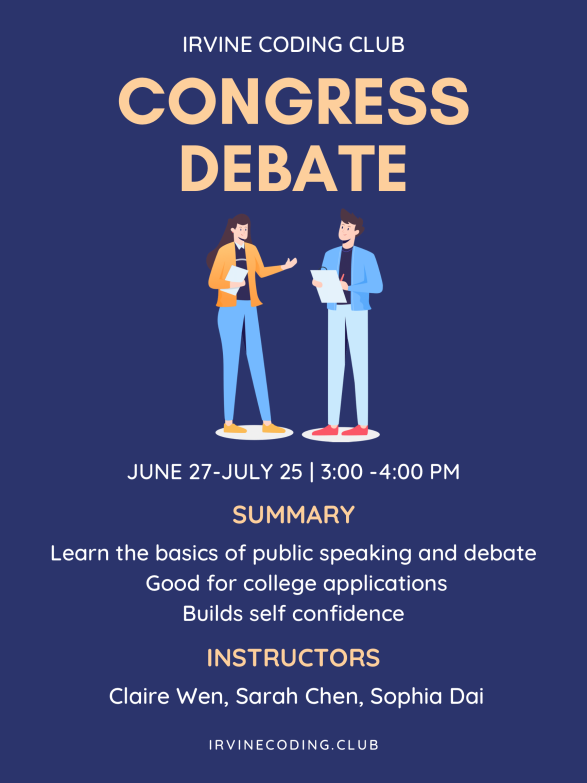 IRVINE CODING CLUB
CONGRESS
DEBATE
JUNE 27-JULY 25 | 3:00 -4:00 PM
SUMMARY
Learn the basics of public speaking and debate
Good for college applications
Builds self confidence
INSTRUCTORS
Claire Wen, Sarah Chen, Sophia Dai
IRVINECODING.CLUB